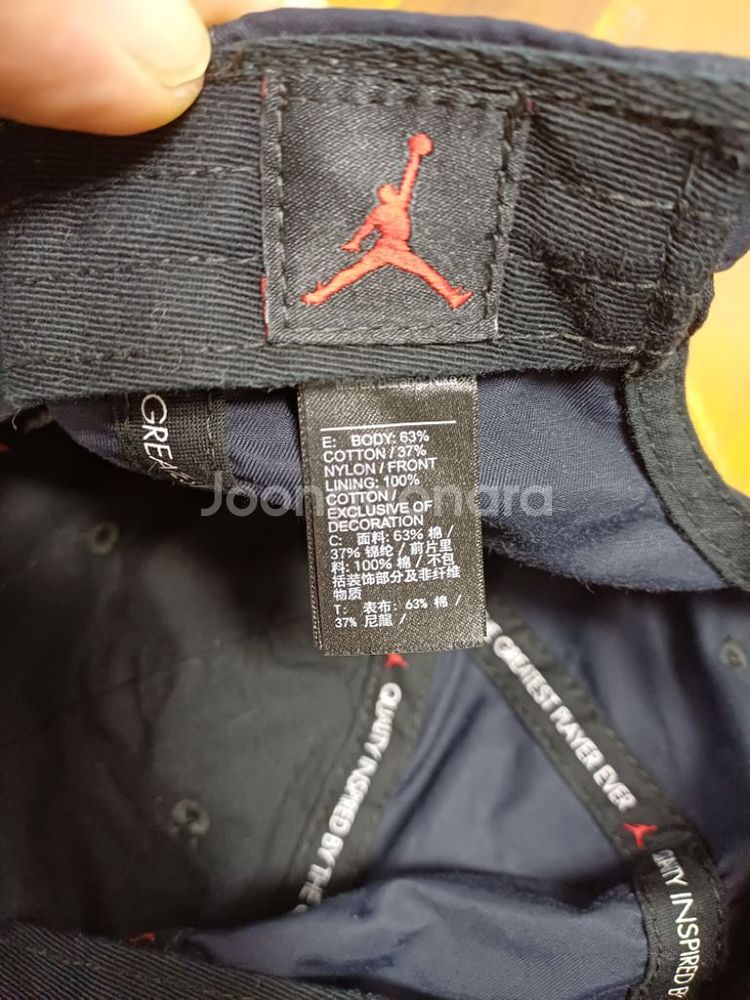 E: BODY: 63%
COTTON / 37%
NYLON / FRONT
LINING: 100%
COTTON /
EXCLUSIVE OF
DECORATION
C: 面料: 63% 棉 /
37% 锦纶 / 前片里
料: 100% 棉 / 不包
括装饰部分及非纤维
物质
T: 表布: 63% 棉 /
37% 尼龍 /
QUALITY INSPIRED BY THE
GREATEST PLAYER EVER
QUALITY INSPIRED BY